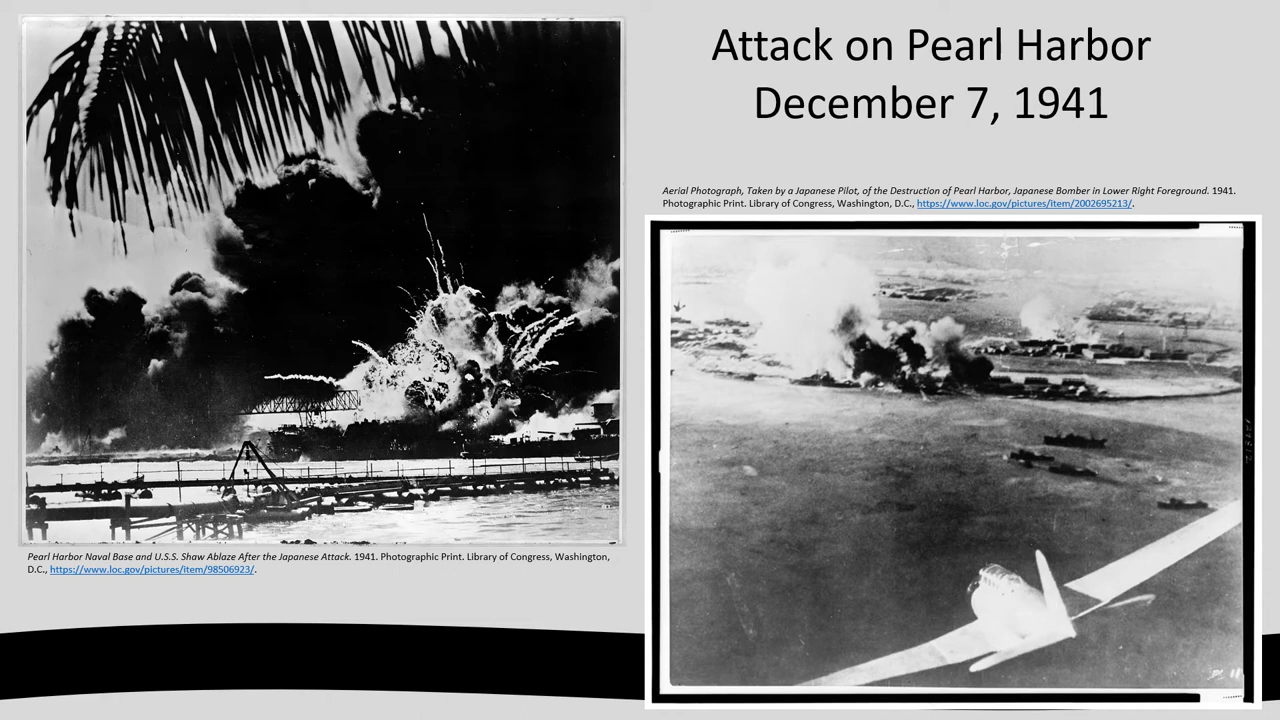 Attack on Pearl Harbor
December 7, 1941
Aerial Photograph, Taken by a Japanese Pilot, of the Destruction of Pearl Harbor, Japanese Bomber in Lower Right Foreground. 1941.
Photographic Print. Library of Congress, Washington, D.C., https://www.loc.gov/pictures/item/2002695213/.
Pearl Harbor Naval Base and U.S.S. Shaw Ablaze After the Japanese Attack. 1941. Photographic Print. Library of Congress, Washington,
D.C., https://www.loc.gov/pictures/item/98506923/.